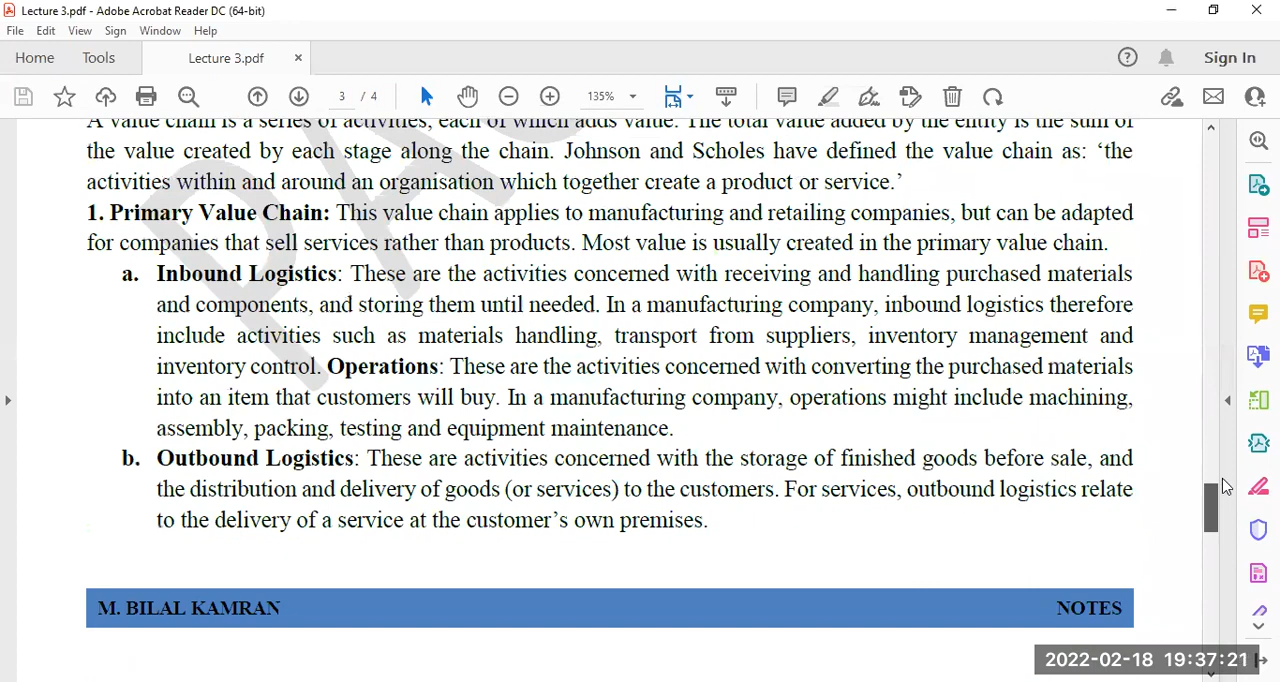 Lecture 3.pdf - Adobe Acrobat Reader DC (64-bit)
File Edit View Sign Window Help
Home Tools Lecture 3.pdf × Sign In
3 / 4 135%
A value chain is a series of activities, each of which adds value. The total value added by the entity is the sum of
the value created by each stage along the chain. Johnson and Scholes have defined the value chain as: ‘the
activities within and around an organisation which together create a product or service.’
1. Primary Value Chain: This value chain applies to manufacturing and retailing companies, but can be adapted
for companies that sell services rather than products. Most value is usually created in the primary value chain.
a. Inbound Logistics: These are the activities concerned with receiving and handling purchased materials
and components, and storing them until needed. In a manufacturing company, inbound logistics therefore
include activities such as materials handling, transport from suppliers, inventory management and
inventory control. Operations: These are the activities concerned with converting the purchased materials
into an item that customers will buy. In a manufacturing company, operations might include machining,
assembly, packing, testing and equipment maintenance.
b. Outbound Logistics: These are activities concerned with the storage of finished goods before sale, and
the distribution and delivery of goods (or services) to the customers. For services, outbound logistics relate
to the delivery of a service at the customer’s own premises.
M. BILAL KAMRAN NOTES
2022-02-18 19:37:21